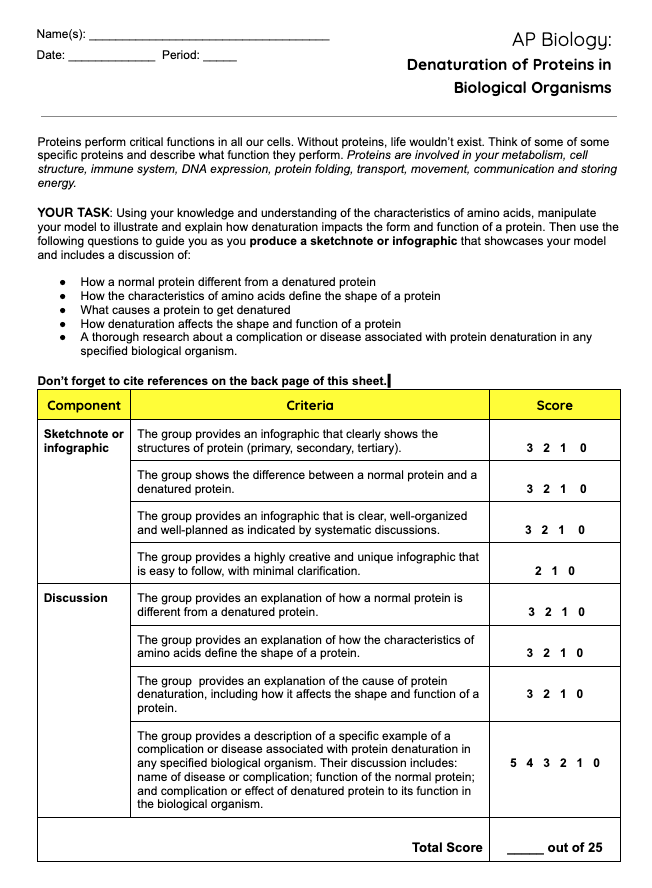 Name(s): ____________________________________
Date: _____________ Period: _____
AP Biology:
Denaturation of Proteins in
Biological Organisms
Proteins perform critical functions in all our cells. Without proteins, life wouldn't exist. Think of some of some
specific proteins and describe what function they perform. Proteins are involved in your metabolism, cell
structure, immune system, DNA expression, protein folding, transport, movement, communication and storing
energy.
YOUR TASK: Using your knowledge and understanding of the characteristics of amino acids, manipulate
your model to illustrate and explain how denaturation impacts the form and function of a protein. Then use the
following questions to guide you as you produce a sketchnote or infographic that showcases your model
and includes a discussion of:
● How a normal protein different from a denatured protein
● How the characteristics of amino acids define the shape of a protein
● What causes a protein to get denatured
● How denaturation affects the shape and function of a protein
● A thorough research about a complication or disease associated with protein denaturation in any
specified biological organism.
Don't forget to cite references on the back page of this sheet.
Component Criteria Score
Sketchnote or
infographic
The group provides an infographic that clearly shows the
structures of protein (primary, secondary, tertiary).
3 2 1 0
The group shows the difference between a normal protein and a
denatured protein.
3 2 1 0
The group provides an infographic that is clear, well-organized
and well-planned as indicated by systematic discussions.
3 2 1 0
The group provides a highly creative and unique infographic that
is easy to follow, with minimal clarification.
2 1 0
Discussion
The group provides an explanation of how a normal protein is
different from a denatured protein.
3 2 1 0
The group provides an explanation of how the characteristics of
amino acids define the shape of a protein.
3 2 1 0
The group provides an explanation of the cause of protein
denaturation, including how it affects the shape and function of a
protein.
3 2 1 0
The group provides a description of a specific example of a
complication or disease associated with protein denaturation in
any specified biological organism. Their discussion includes:
name of disease or complication; function of the normal protein;
and complication or effect of denatured protein to its function in
the biological organism.
5 4 3 2 1 0
Total Score _____ out of 25